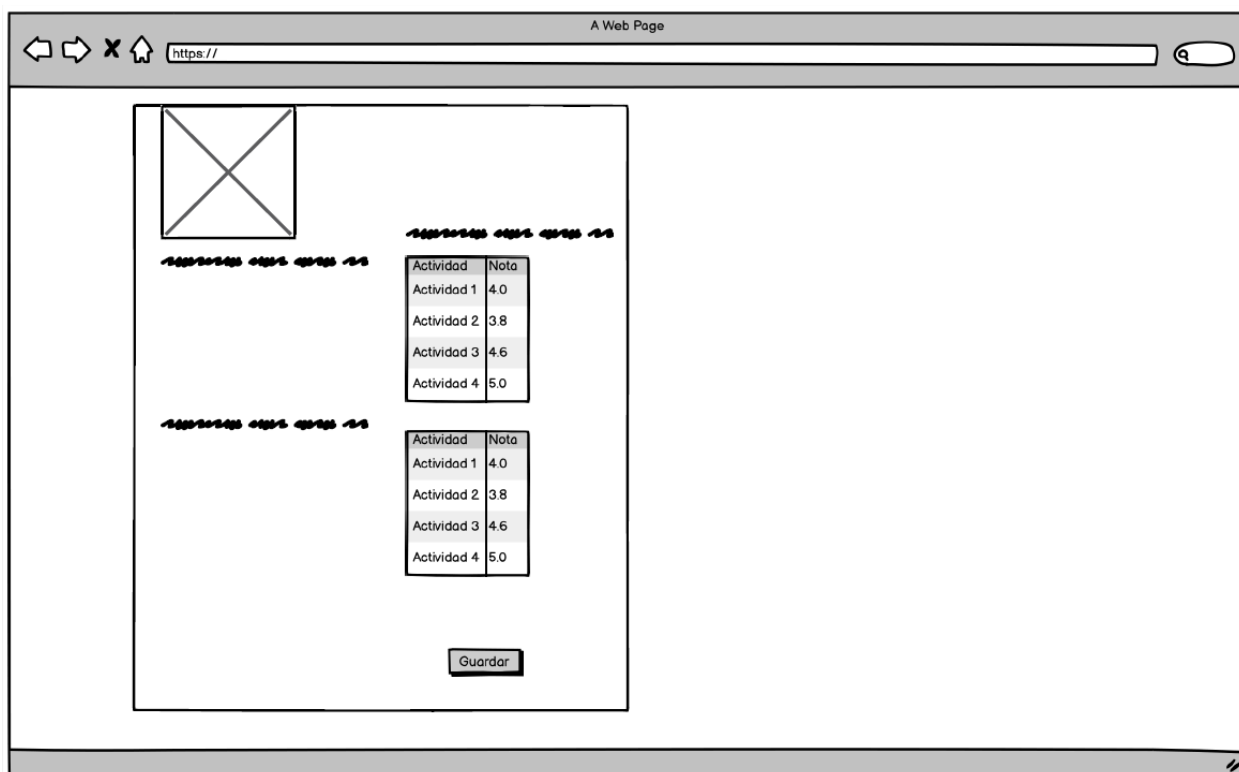 A Web Page
https://
Actividad Nota
Actividad 1 4.0
Actividad 2 3.8
Actividad 3 4.6
Actividad 4 5.0
Actividad Nota
Actividad 1 4.0
Actividad 2 3.8
Actividad 3 4.6
Actividad 4 5.0
Guardar